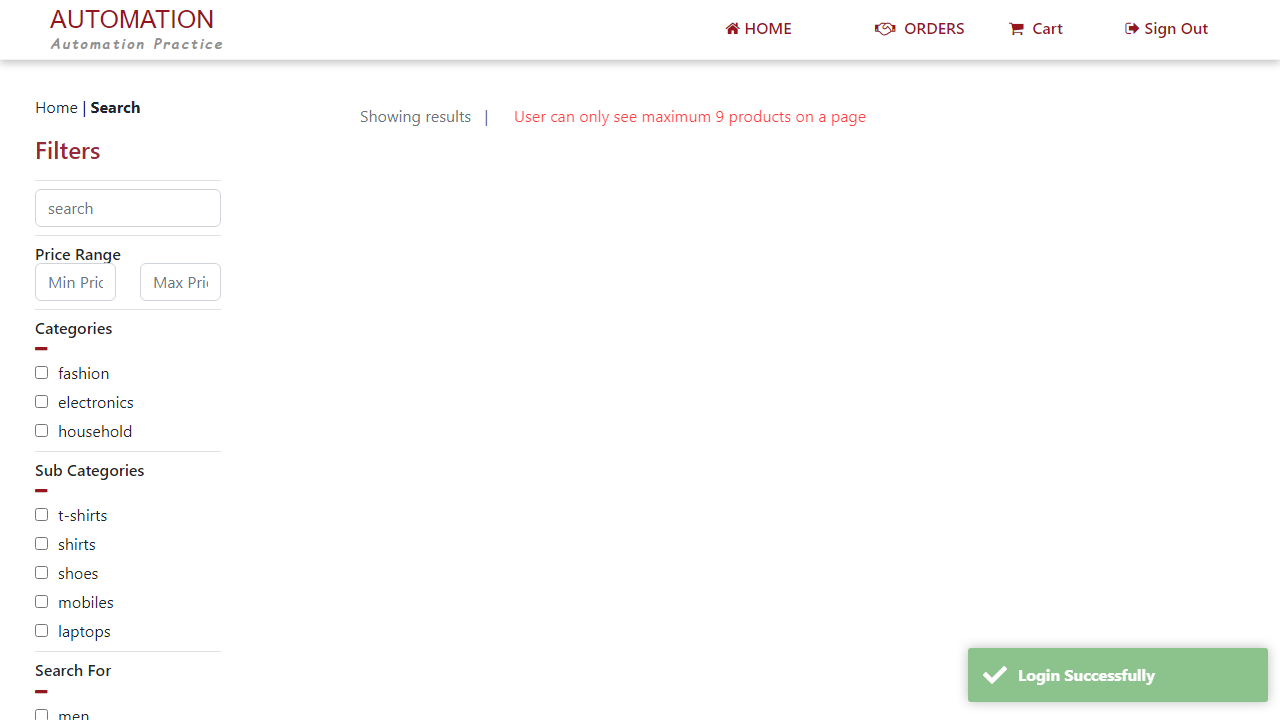 AUTOMATION
Automation Practice
HOME
ORDERS
Cart
Sign Out
Home | Search
Showing results |
User can only see maximum 9 products on a page
Filters
search
Price Range
Min Pric
Max Pri
Categories
fashion
electronics
household
Sub Categories
t-shirts
shirts
shoes
mobiles
laptops
Search For
men
Login Successfully